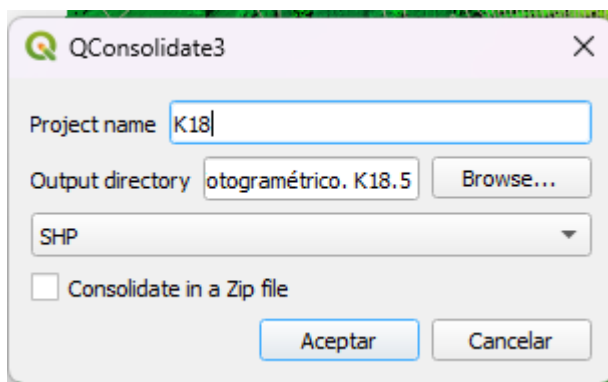 QConsolidate3
Project name K18
Output directory otogramétrico. K18.5 Browse...
SHP
Consolidate in a Zip file
Aceptar Cancelar